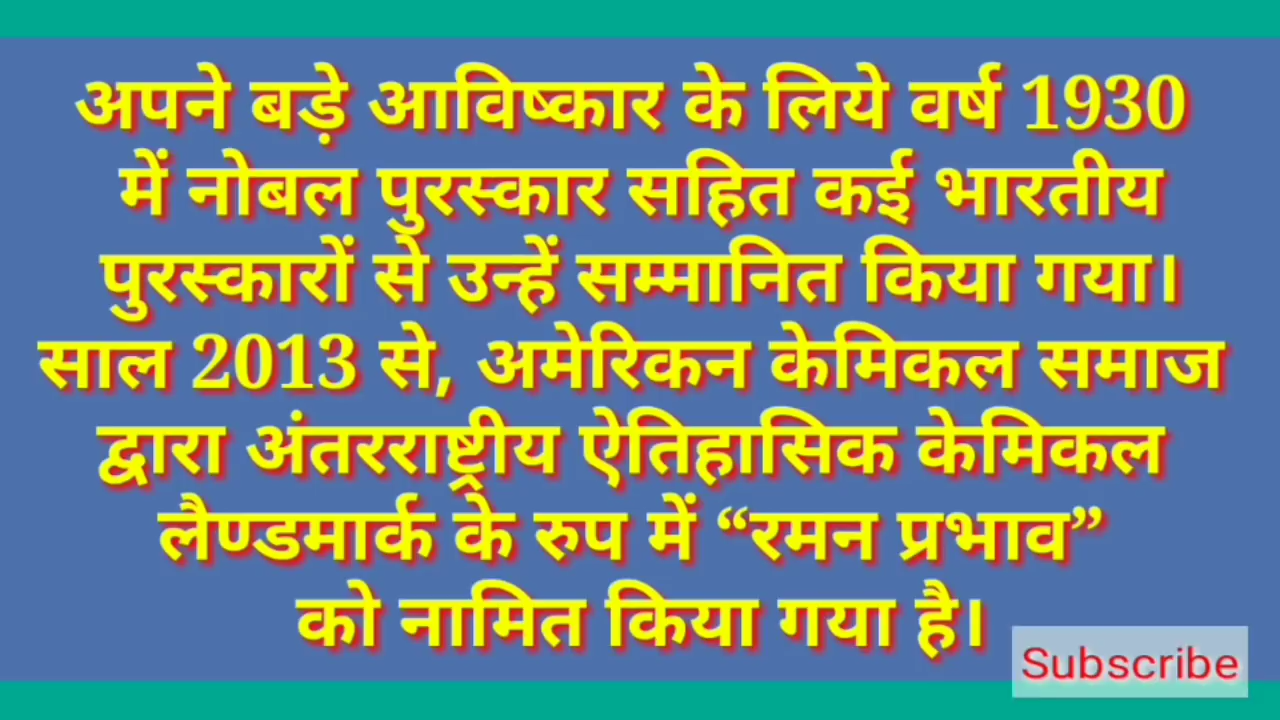 अपने बड़े आविष्कार के लिये वर्ष 1930
में नोबल पुरस्कार सहित कई भारतीय
पुरस्कारों से उन्हें सम्मानित किया गया।
साल 2013 से, अमेरिकन केमिकल समाज
द्वारा अंतरराष्ट्रीय ऐतिहासिक केमिकल
लैण्डमार्क के रुप में “रमन प्रभाव”
को नामित किया गया है।
Subscribe